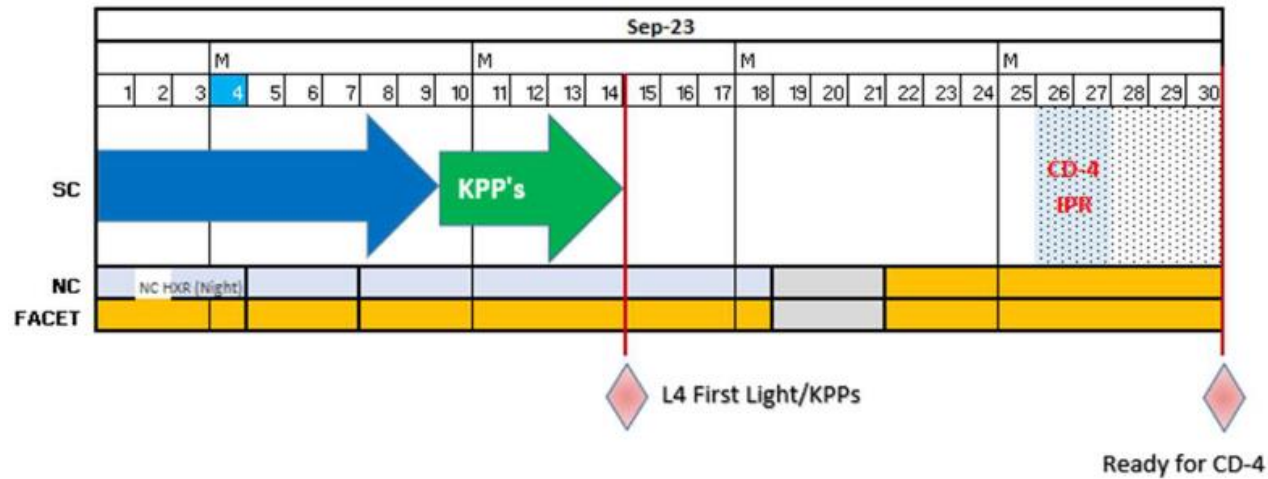 Sep-23
M M M M
1 2 3 4 5 6 7 8 9 10 11 12 13 14 15 16 17 18 19 20 21 22 23 24 25 26 27 28 29 30
SC
KPP's
CD-4
IPR
NC
NC HXR (Night)
FACET
L4 First Light/KPPs
Ready for CD-4